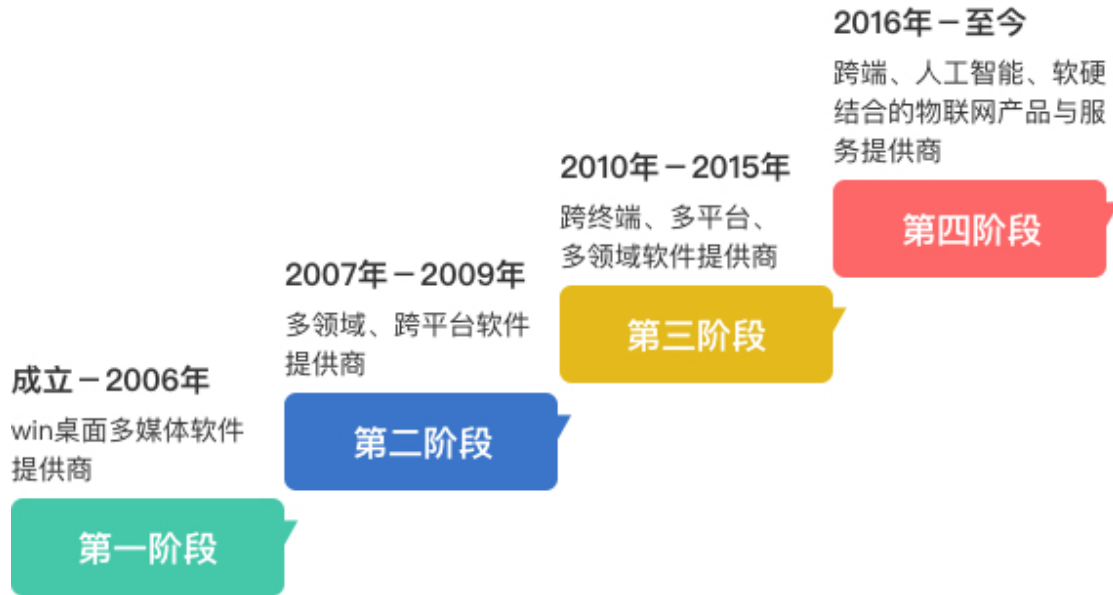 成立－2006年
win桌面多媒体软件
提供商
第一阶段
2007年－2009年
多领域、跨平台软件
提供商
第二阶段
2010年－2015年
跨终端、多平台、
多领域软件提供商
第三阶段
2016年－至今
跨端、人工智能、软硬
结合的物联网产品与服
务提供商
第四阶段